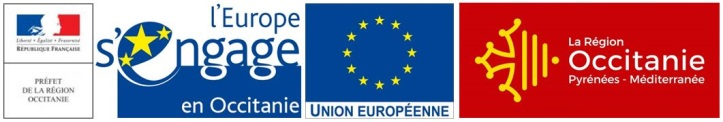 Liberté • Égalité • Fraternité
RÉPUBLIQUE FRANÇAISE
PRÉFET
DE LA RÉGION
OCCITANIE
l'Europe
s'engage
en Occitanie
UNION EUROPÉENNE
La Région
Occitanie
Pyrénées - Méditerranée